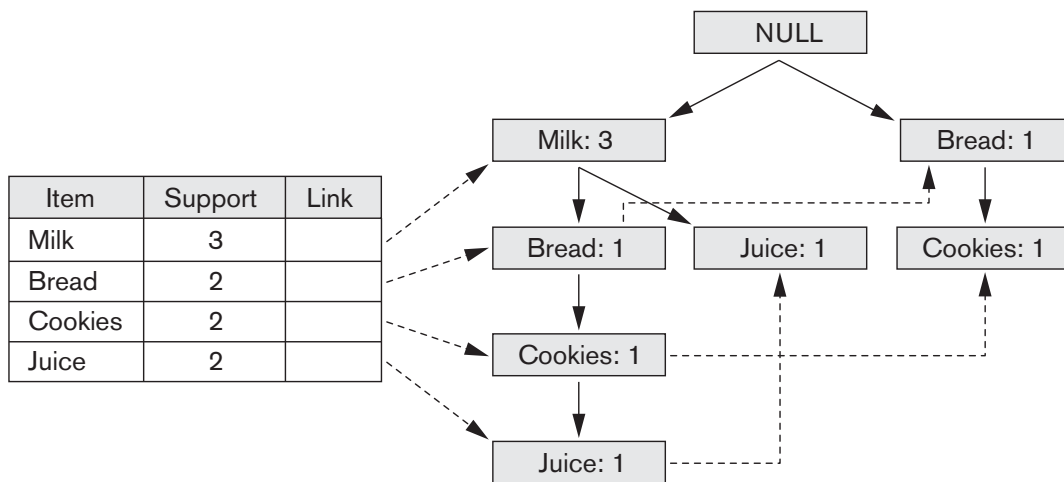 NULL
Milk: 3
Bread: 1
Item Support Link
Milk 3
Bread 2
Cookies 2
Juice 2
Bread: 1
Juice: 1
Cookies: 1
Cookies: 1
Juice: 1